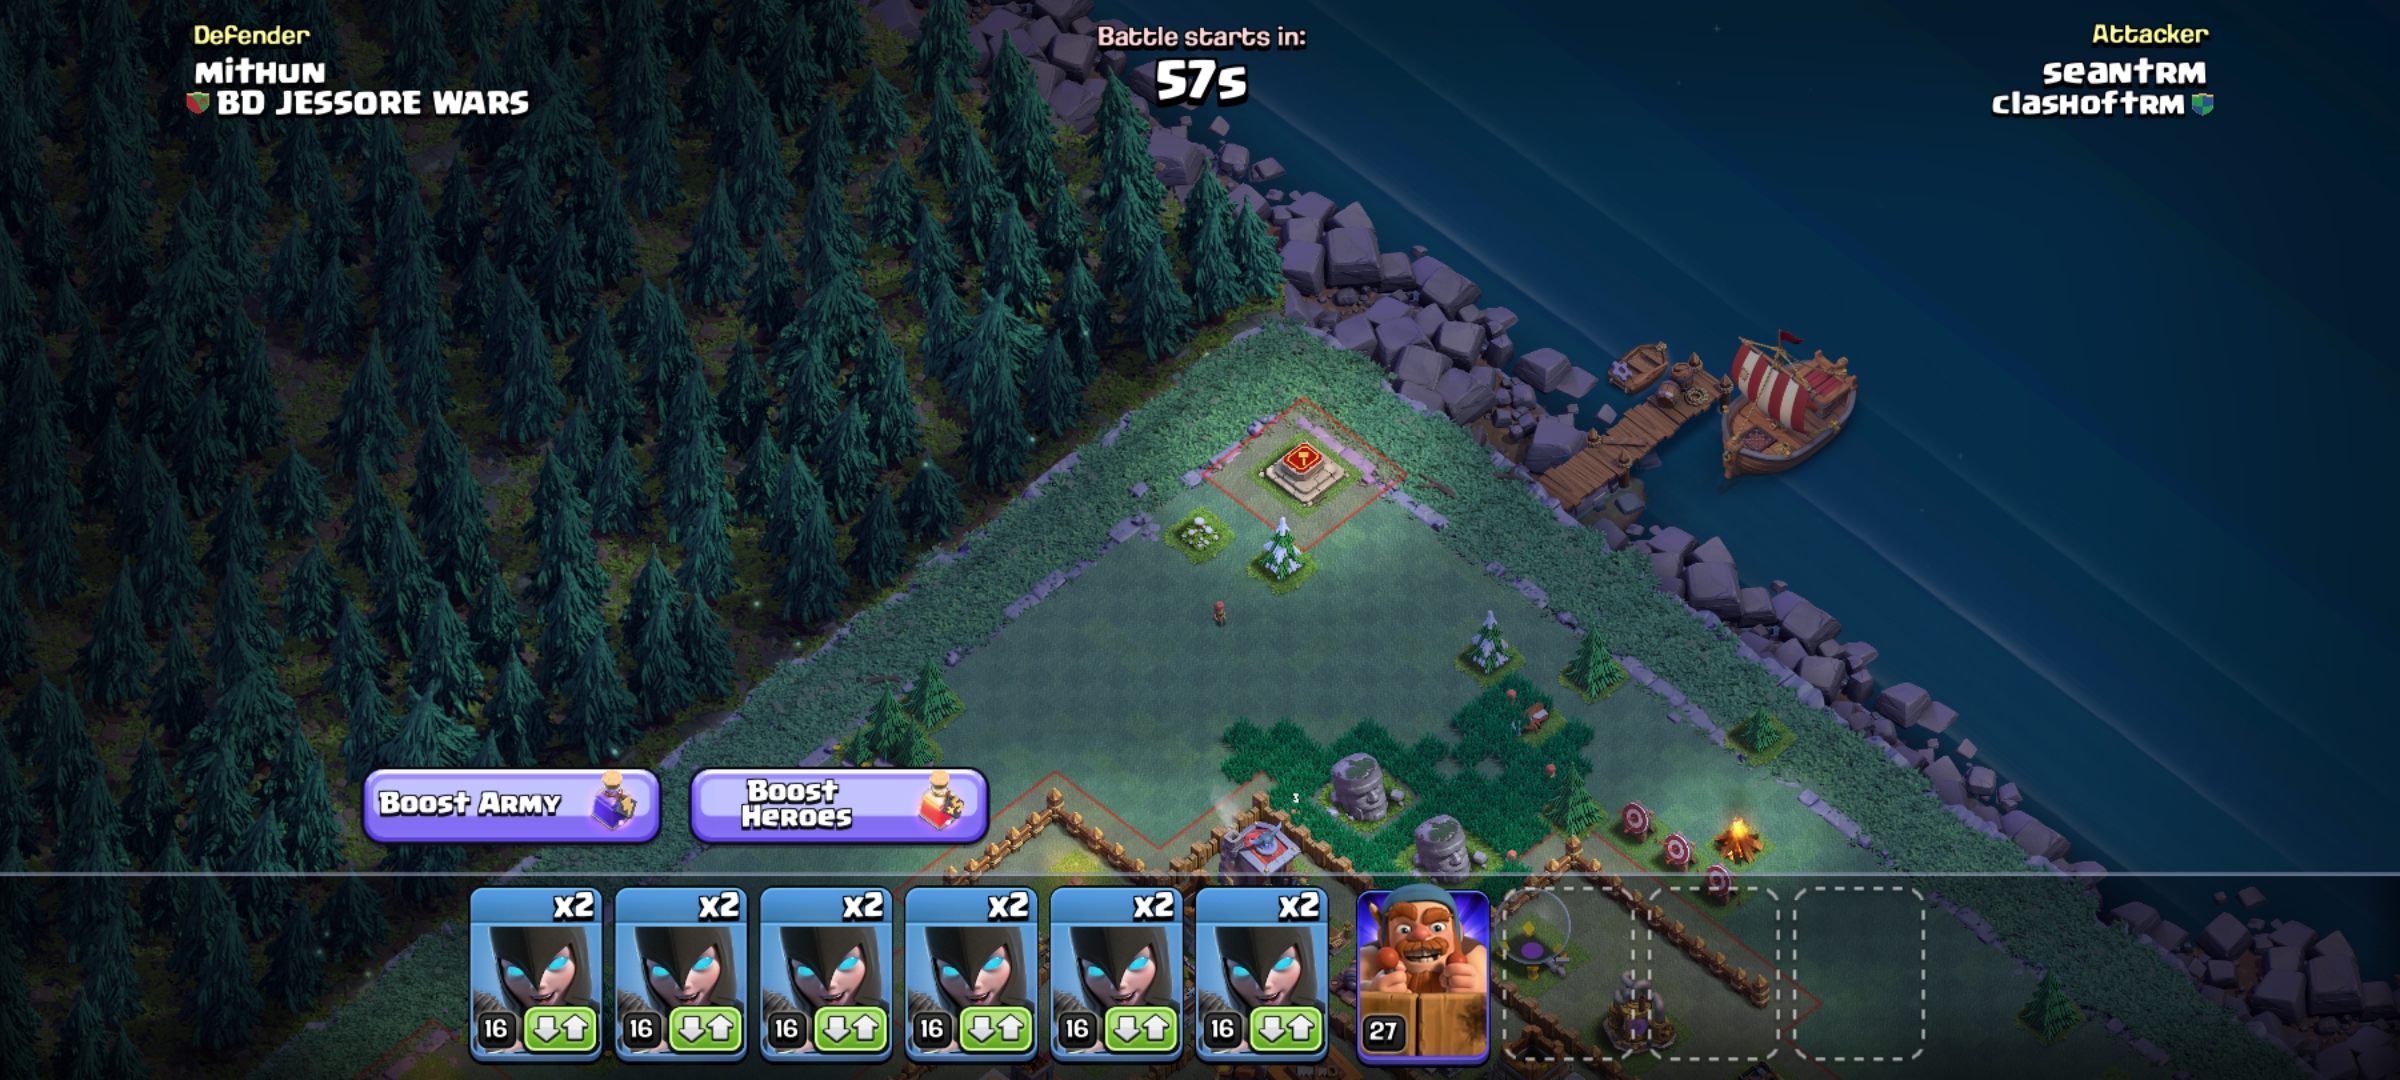 Defender
MiTHUN
BD JESSORE WARS
Battle starts in:
57s
Attacker
seanTRM
clashofTRM
Boost Army
Boost
Heroes
x2
x2
x2
x2
x2
x2
16
16
16
16
16
16
27